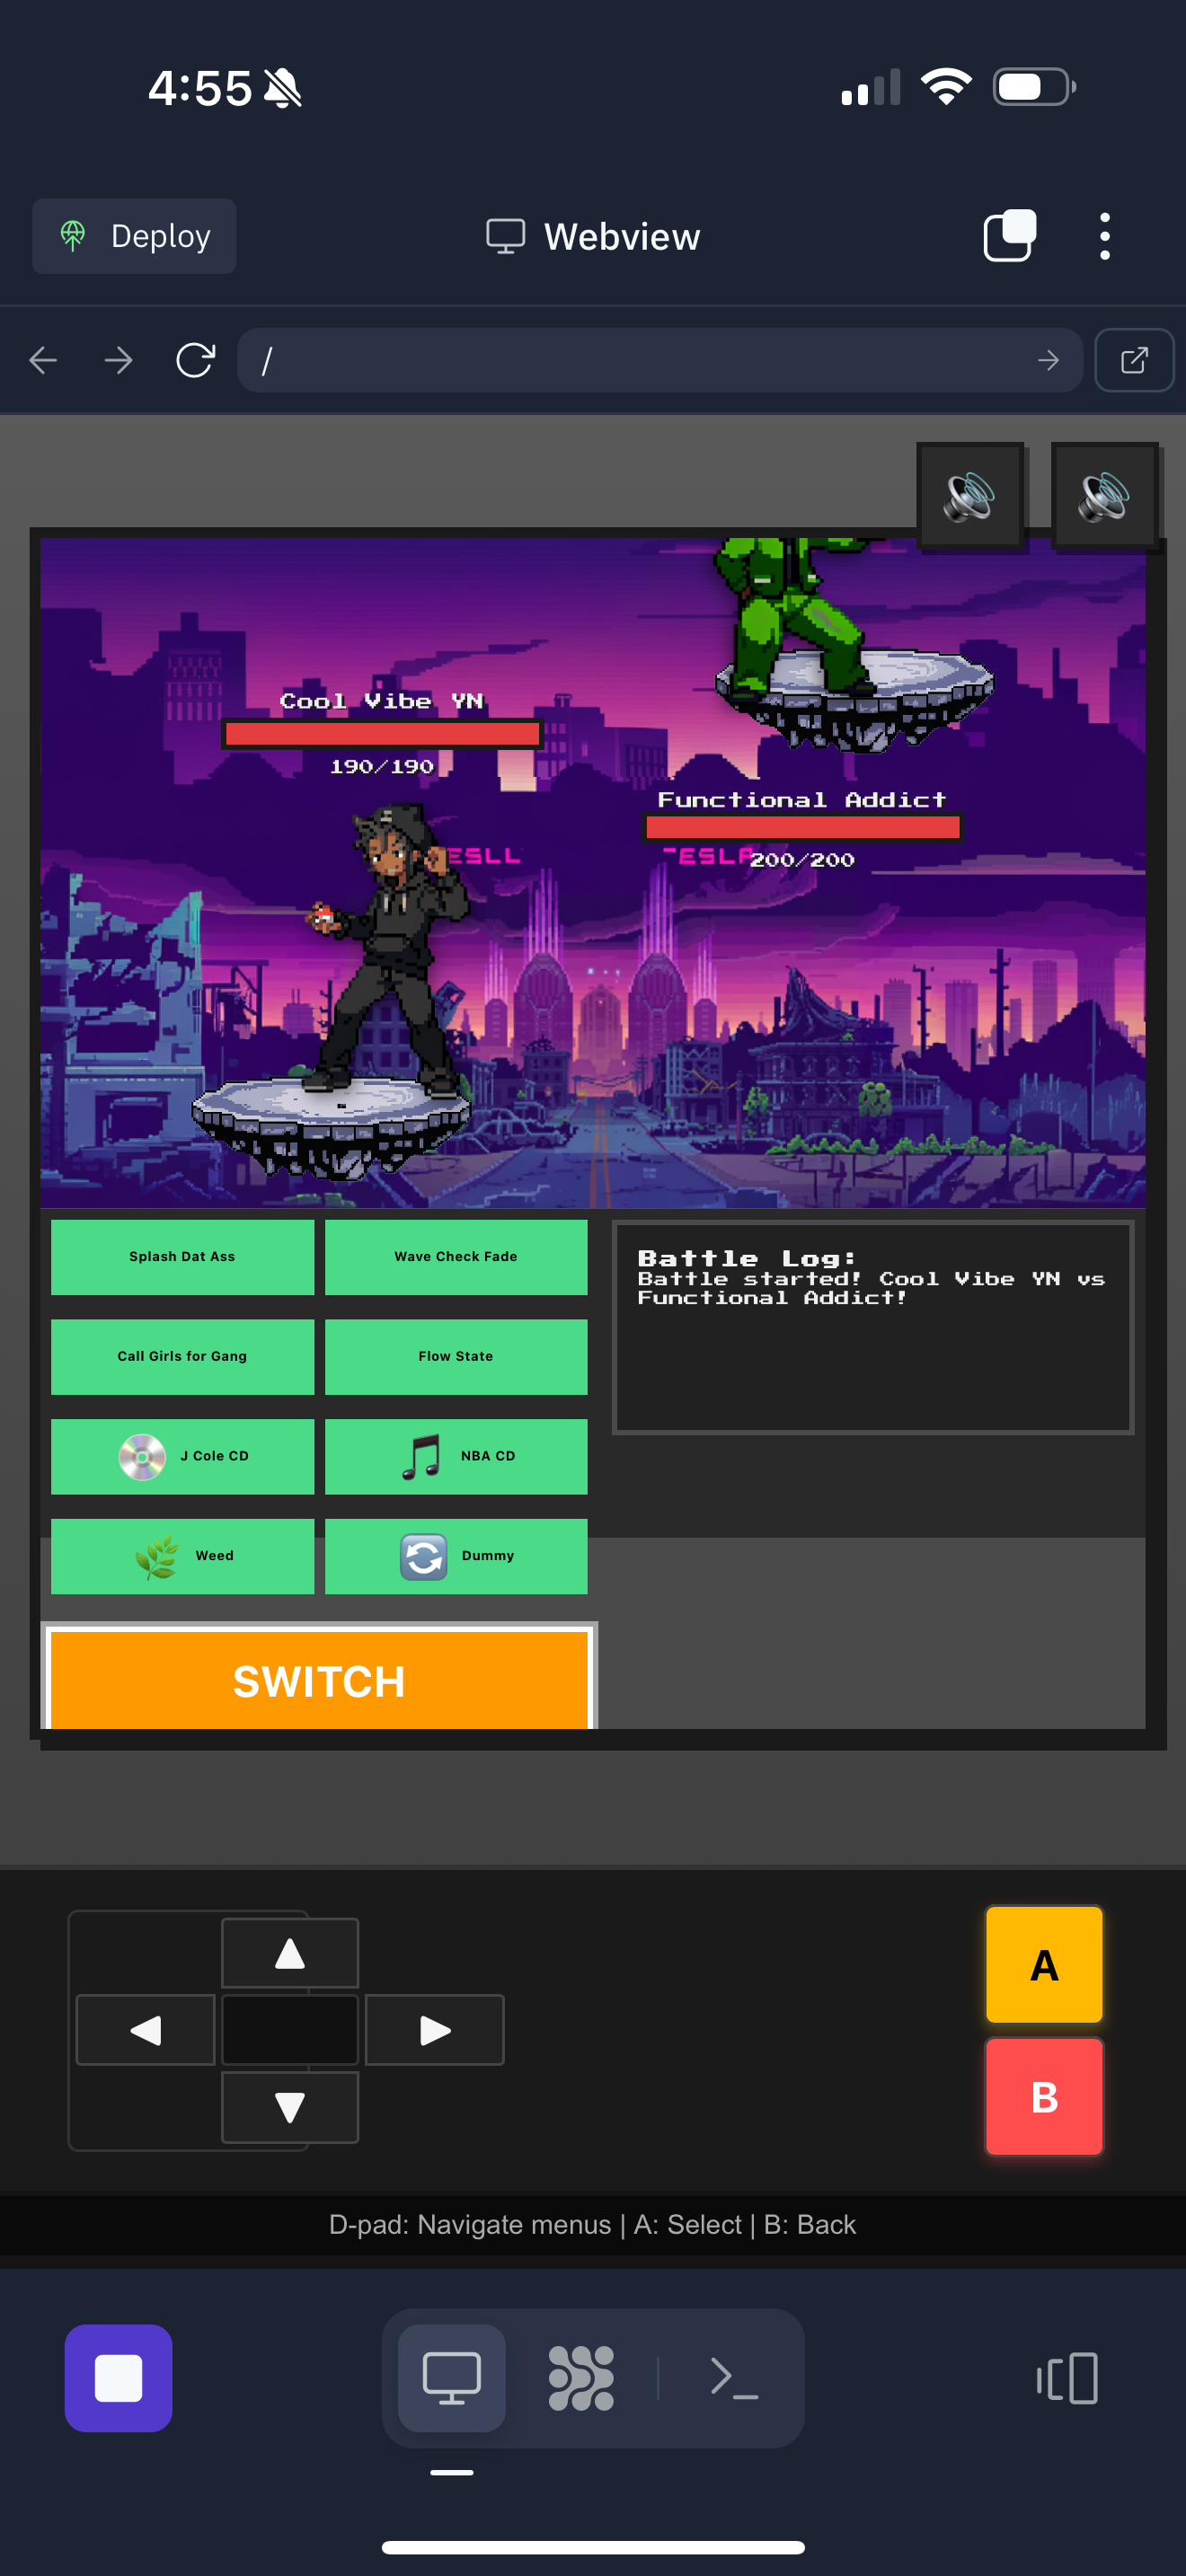 4:55
Deploy
Webview
/
Cool Vibe YN
190/190
Functional Addict
200/200
ESLL
TESLA
Splash Dat Ass
Wave Check Fade
Call Girls for Gang
Flow State
J Cole CD
NBA CD
Weed
Dummy
SWITCH
Battle Log:
Battle started! Cool Vibe YN vs
Functional Addict!
A
B
D-pad: Navigate menus | A: Select | B: Back